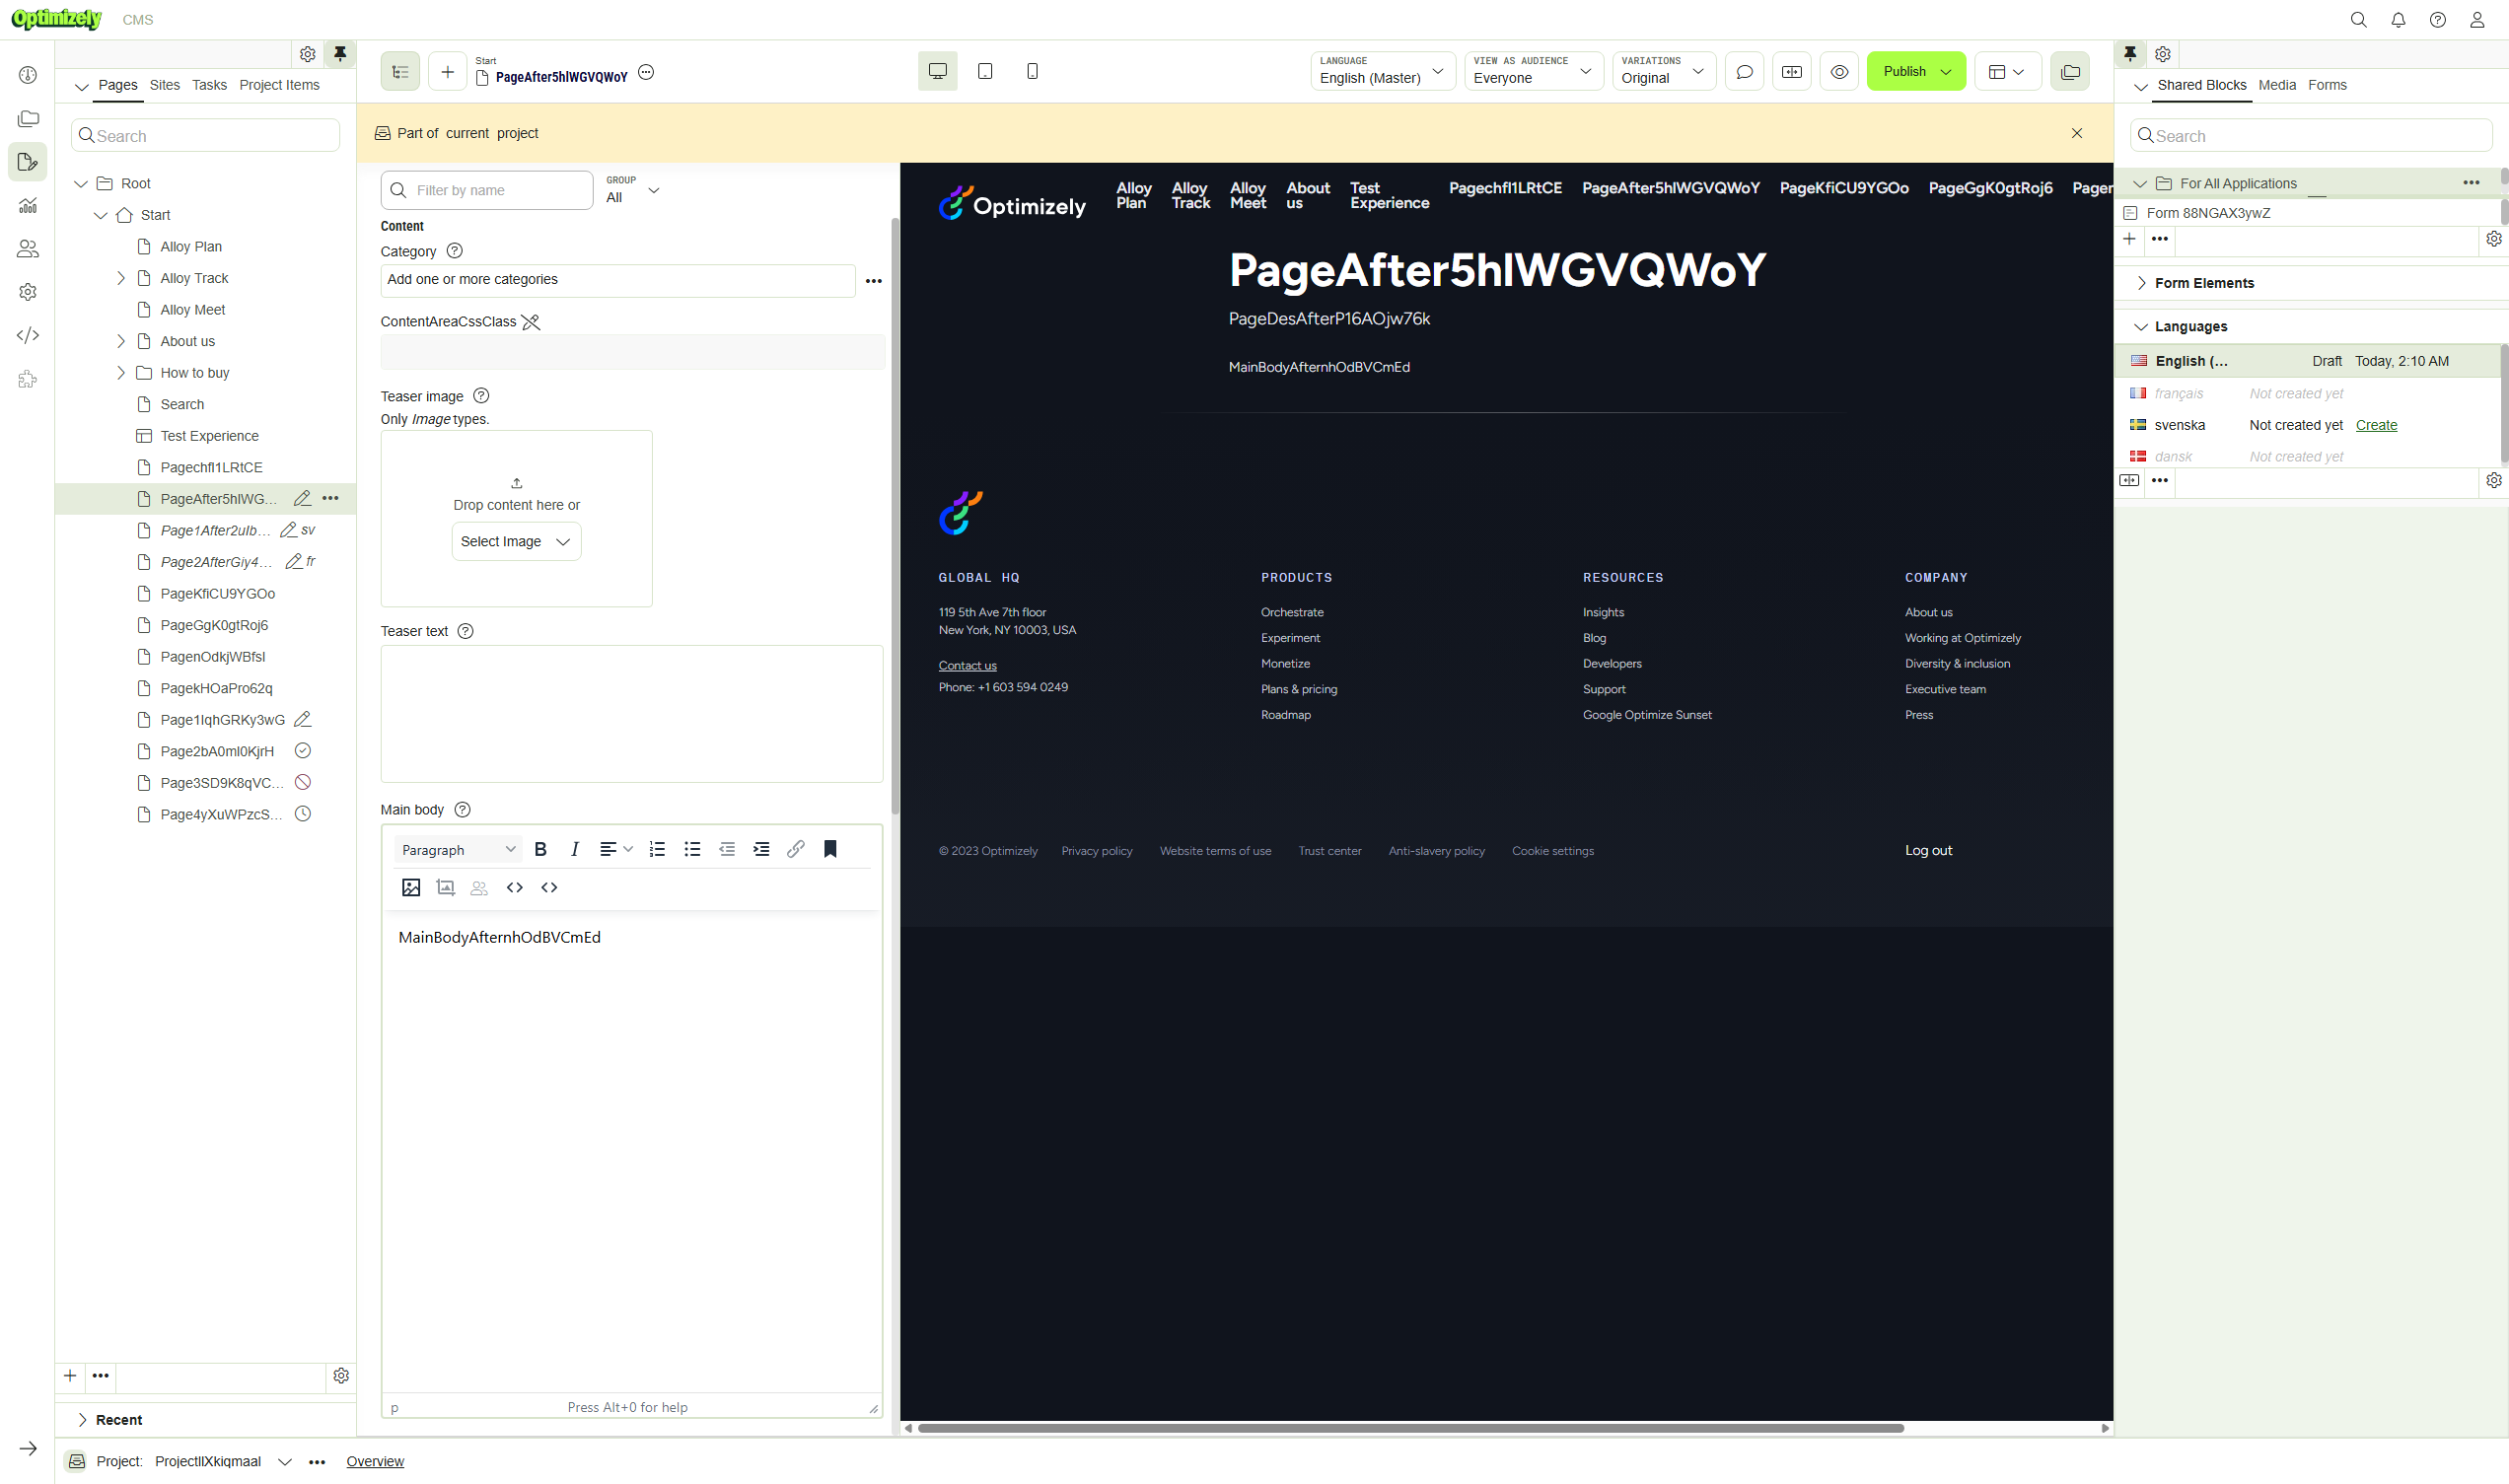 Optimizely CMS
Pages Sites Tasks Project Items
Search
Root
Start
Alloy Plan
Alloy Track
Alloy Meet
About us
How to buy
Search
Test Experience
Pagechfl1LRtCE
PageAfter5hlWG...
Page1After2ulb... sv
Page2AfterGiy4... fr
PageKfiCU9YGOo
PageGgK0gtRoj6
PagenOdkjWBfsl
PagekHOaPro62q
Page1lqhGRKy3wG
Page2bA0ml0KjrH
Page3SD9K8qVC...
Page4yXuWPzcS...
Recent
Project: ProjectIlXkiqmaal Overview
Start
PageAfter5hlWGVQWoY
LANGUAGE
English (Master)
VIEW AS AUDIENCE
Everyone
VARIATIONS
Original
Publish
Part of current project
Filter by name
GROUP
All
Content
Category
Add one or more categories
ContentAreaCssClass
Teaser image
Only Image types.
Drop content here or
Select Image
Teaser text
Main body
Paragraph
MainBodyAfternhOdBVCmEd
p Press Alt+0 for help
Optimizely
Alloy Plan
Alloy Track
Alloy Meet
About us
Test Experience
Pagechfl1LRtCE PageAfter5hlWGVQWoY PageKfiCU9YGOo PageGgK0gtRoj6 Pagen
PageAfter5hlWGVQWoY
PageDesAfterP16AOjw76k
MainBodyAfternhOdBVCmEd
GLOBAL HQ
119 5th Ave 7th floor
New York, NY 10003, USA
Contact us
Phone: +1 603 594 0249
PRODUCTS
Orchestrate
Experiment
Monetize
Plans & pricing
Roadmap
RESOURCES
Insights
Blog
Developers
Support
Google Optimize Sunset
COMPANY
About us
Working at Optimizely
Diversity & inclusion
Executive team
Press
© 2023 Optimizely Privacy policy Website terms of use Trust center Anti-slavery policy Cookie settings Log out
Shared Blocks Media Forms
Search
For All Applications
Form 88NGAX3ywZ
Form Elements
Languages
English (... Draft Today, 2:10 AM
français Not created yet
svenska Not created yet Create
dansk Not created yet